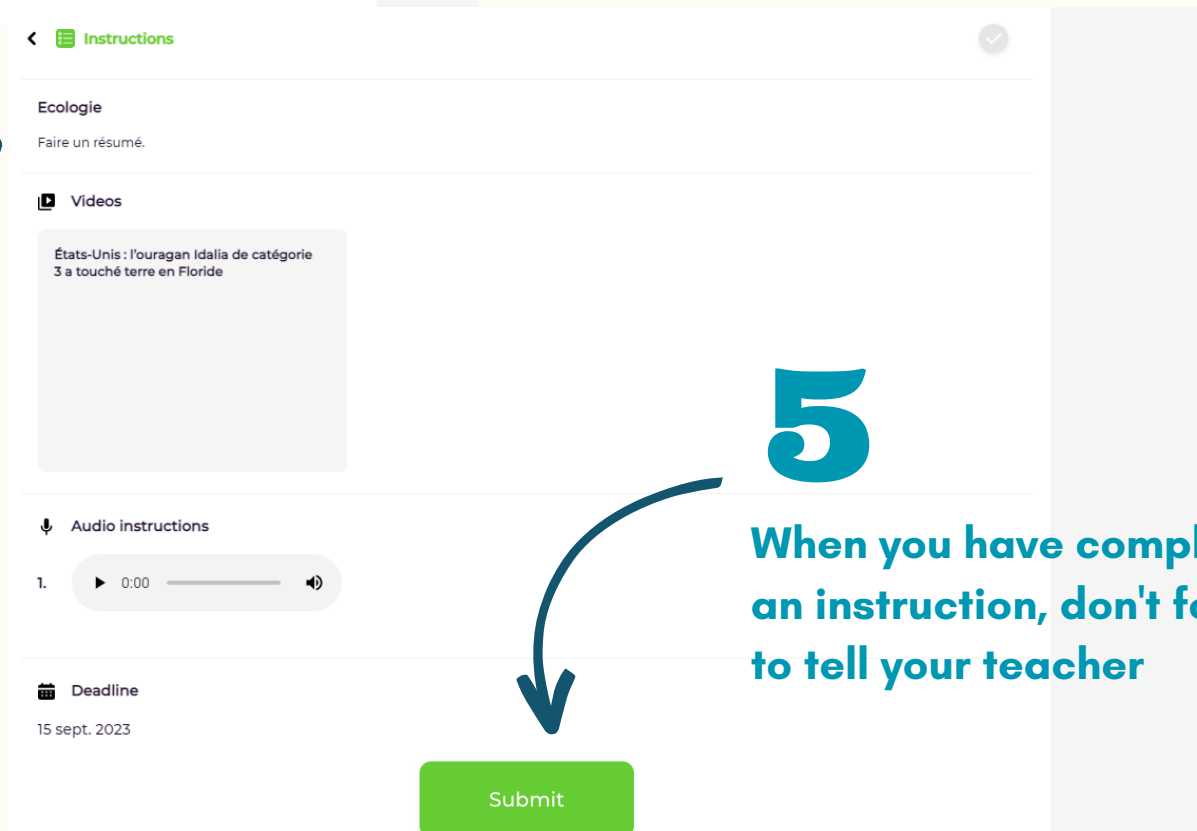 Instructions
Ecologie
Faire un résumé.
Videos
États-Unis : l'ouragan Idalia de catégorie
3 a touché terre en Floride
Audio instructions
1.
0:00
Deadline
15 sept. 2023
Submit
5
When you have
an instruction, don't
to tell your teacher